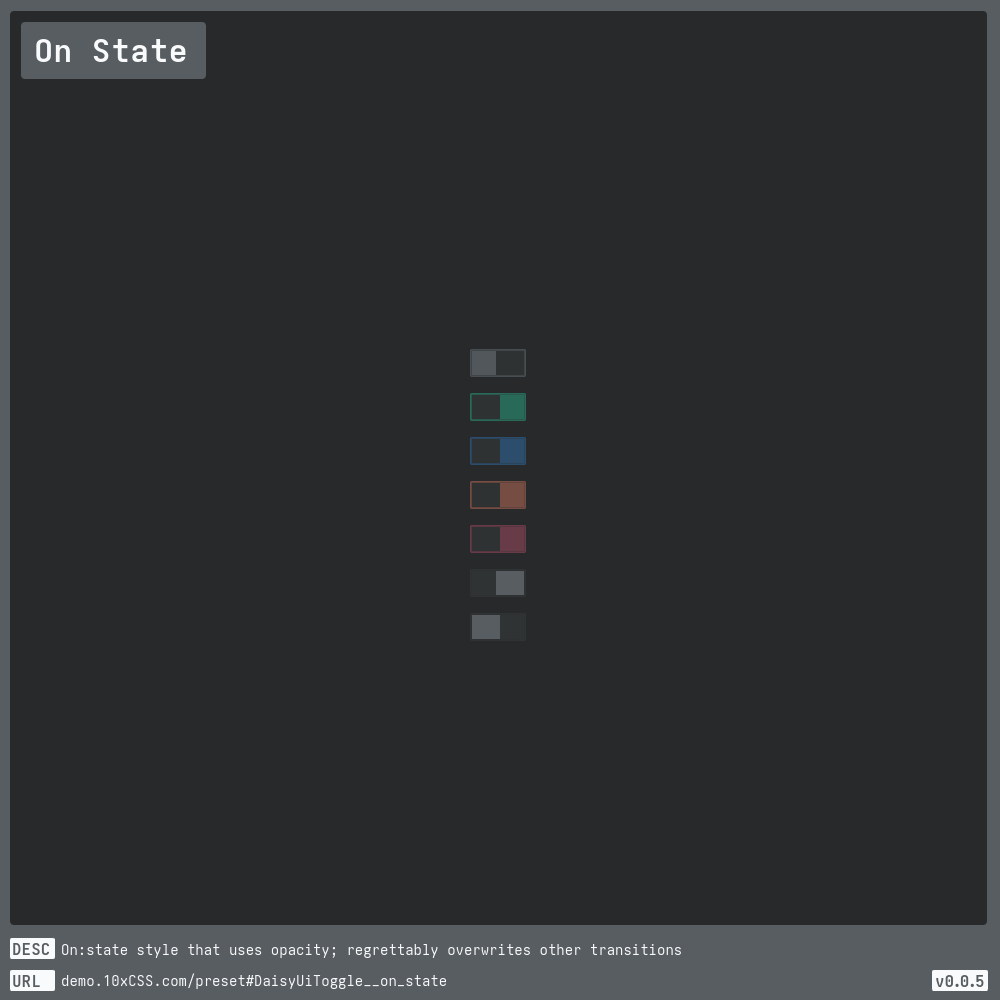 On State
DESC On:state style that uses opacity; regrettably overwrites other transitions
URL demo.10xCSS.com/preset#DaisyUiToggle__on_state
v0.0.5